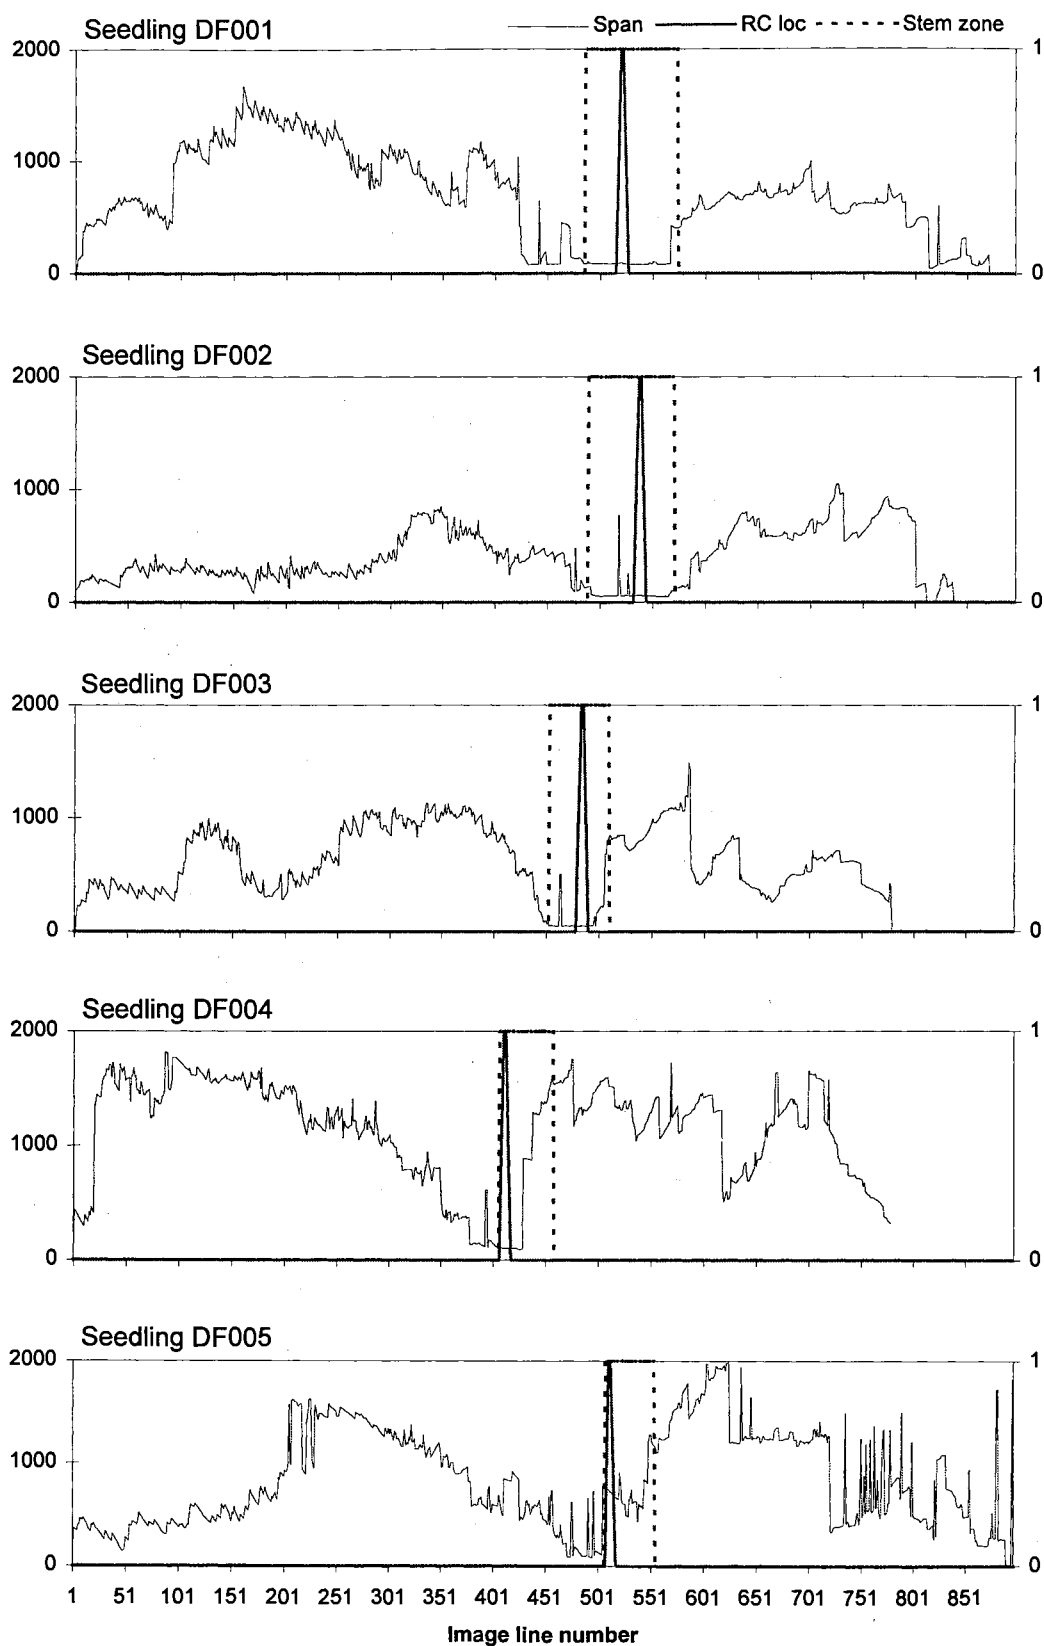 Seedling DF001
Span RC loc Stem zone
2000 1
1000
0 0
Seedling DF002
2000 1
1000
0 0
Seedling DF003
2000 1
1000
0 0
Seedling DF004
2000 1
1000
0 0
Seedling DF005
2000 1
1000
0 0
1 51 101 151 201 251 301 351 401 451 501 551 601 651 701 751 801 851
Image line number